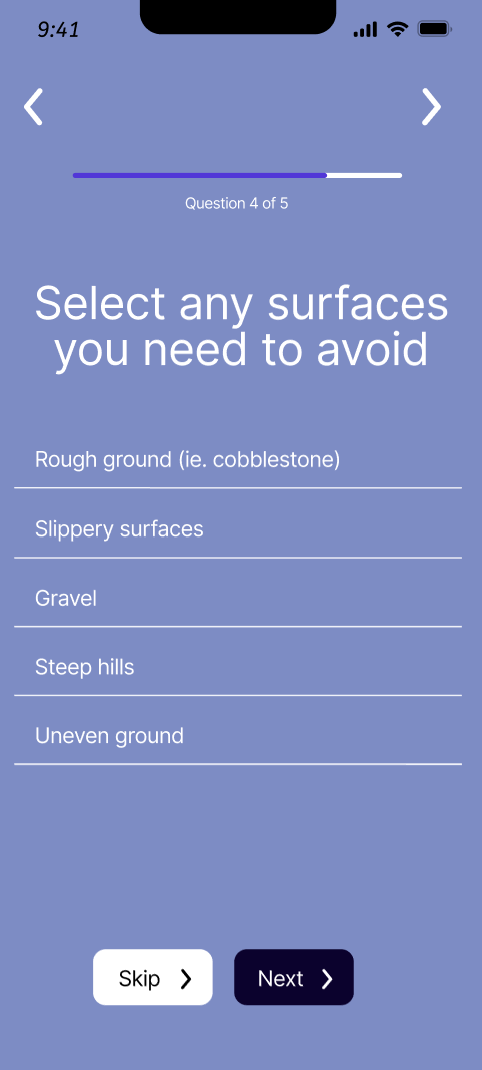 9:41
Question 4 of 5
Select any surfaces
you need to avoid
Rough ground (ie. cobblestone)
Slippery surfaces
Gravel
Steep hills
Uneven ground
Skip
Next